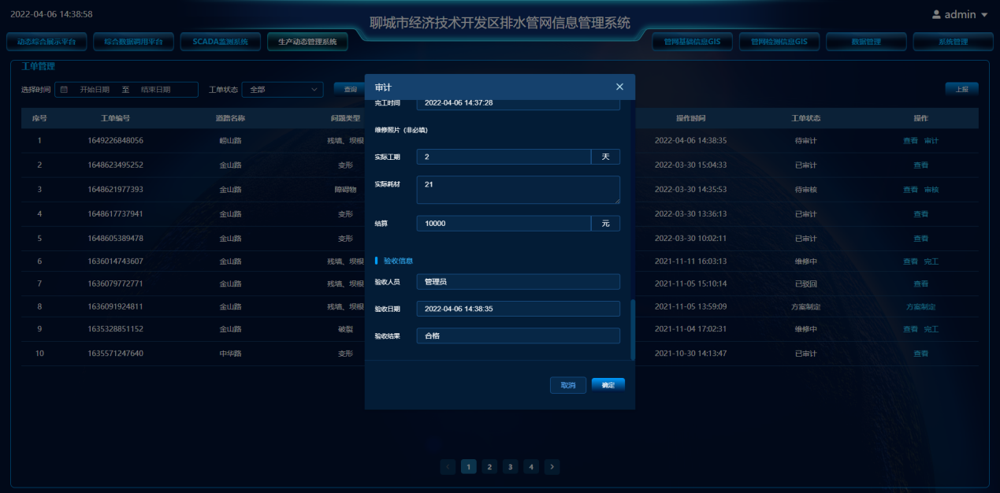 2022-04-06 14:38:58
聊城市经济技术开发区排水管网信息管理系统
admin
动态综合展示平台 综合数据调用平台 SCADA监测系统 生产动态管理系统 管网基础信息GIS 管网检测信息GIS 数据管理 系统管理
工单管理
选择时间 开始日期 至 结束日期 工单状态 全部 查询 上报
序号 工单编号 道路名称 问题类型 操作时间 工单状态 操作
1 1649226848056 崂山路 残墙、坝根 2022-04-06 14:38:35 待审计 查看 审计
2 1648623495252 金山路 变形 2022-03-30 15:04:33 已审计 查看
3 1648621977393 金山路 障碍物 2022-03-30 14:35:53 待审核 查看 审核
4 1648617737941 金山路 变形 2022-03-30 13:36:13 已审计 查看
5 1648605389478 金山路 变形 2022-03-30 10:02:11 已审计 查看
6 1636014743607 金山路 残墙、坝根 2021-11-11 16:03:13 维修中 查看 完工
7 1636079772771 金山路 残墙、坝根 2021-11-05 15:10:14 已驳回 查看
8 1636091924811 金山路 残墙、坝根 2021-11-05 13:59:09 方案制定 方案制定
9 1635328851152 金山路 破裂 2021-11-04 17:02:31 维修中 查看 完工
10 1635571247640 中华路 变形 2021-10-30 14:13:47 已审计 查看
审计
完工时间 2022-04-06 14:37:28
维修照片 (非必填)
实际工期 2 天
实际耗材 21
结算 10000 元
验收信息
验收人员 管理员
验收日期 2022-04-06 14:38:35
验收结果 合格
取消 确定
1 2 3 4